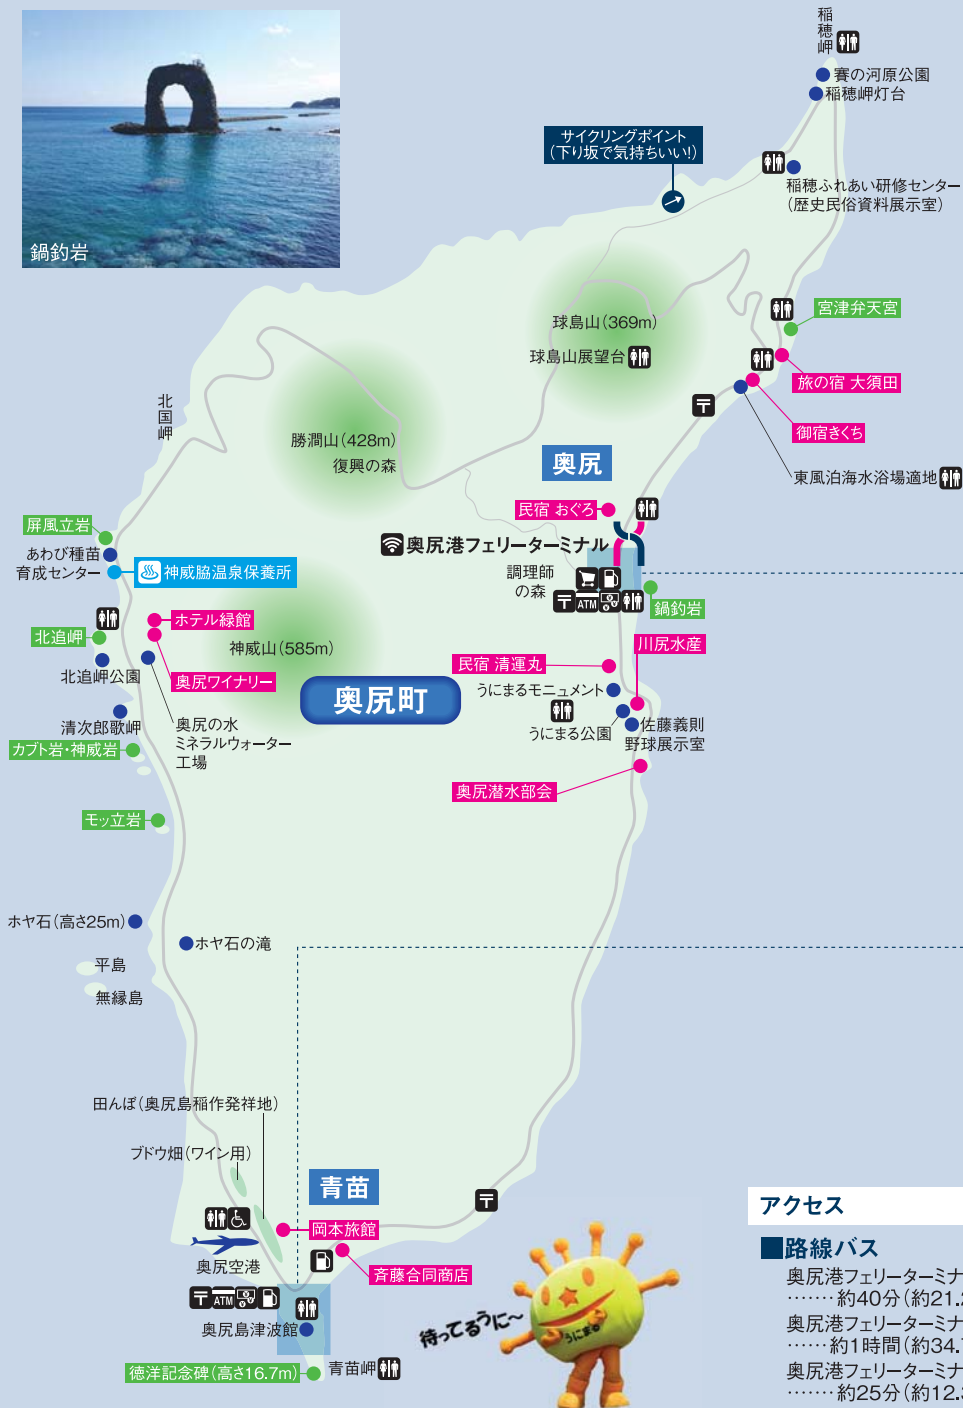 鍋釣岩
稲穂岬
賽の河原公園
稲穂岬灯台
サイクリングポイント
(下り坂で気持ちいい!)
稲穂ふれあい研修センター
(歴史民俗資料展示室)
宮津弁天宮
球島山(369m)
球島山展望台
旅の宿 大須田
北国岬
〒
御宿きくち
勝澗山(428m)
復興の森
奥尻
東風泊海水浴場適地
民宿 おぐろ
屏風立岩
奥尻港フェリーターミナル
あわび種苗
育成センター
神威脇温泉保養所
調理師
の森
〒
ATM
鍋釣岩
ホテル緑館
北追岬
神威山(585m)
川尻水産
民宿 清運丸
北追岬公園
奥尻ワイナリー
奥尻町
うにまるモニュメント
清次郎歌岬
奥尻の水
ミネラルウォーター
工場
うにまる公園
佐藤義則
野球展示室
カブト岩・神威岩
奥尻潜水部会
モッ立岩
ホヤ石(高さ25m)
ホヤ石の滝
平島
無縁島
田んぼ(奥尻島稲作発祥地)
ブドウ畑(ワイン用)
青苗
〒
岡本旅館
奥尻空港
斉藤合同商店
〒
ATM
奥尻島津波館
徳洋記念碑(高さ16.7m)
青苗岬
待ってるうに〜
うにまる
アクセス
■路線バス
奥尻港フェリーターミナ
……約40分(約21.
奥尻港フェリーターミナ
……約1時間(約34.
奥尻港フェリーターミナ
……約25分(約12.